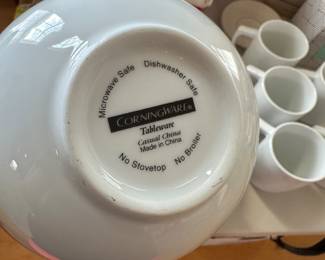 Microwave Safe Dishwasher Safe
CORNINGWARE®
Tableware
Casual China
Made in China
No Stovetop No Broiler